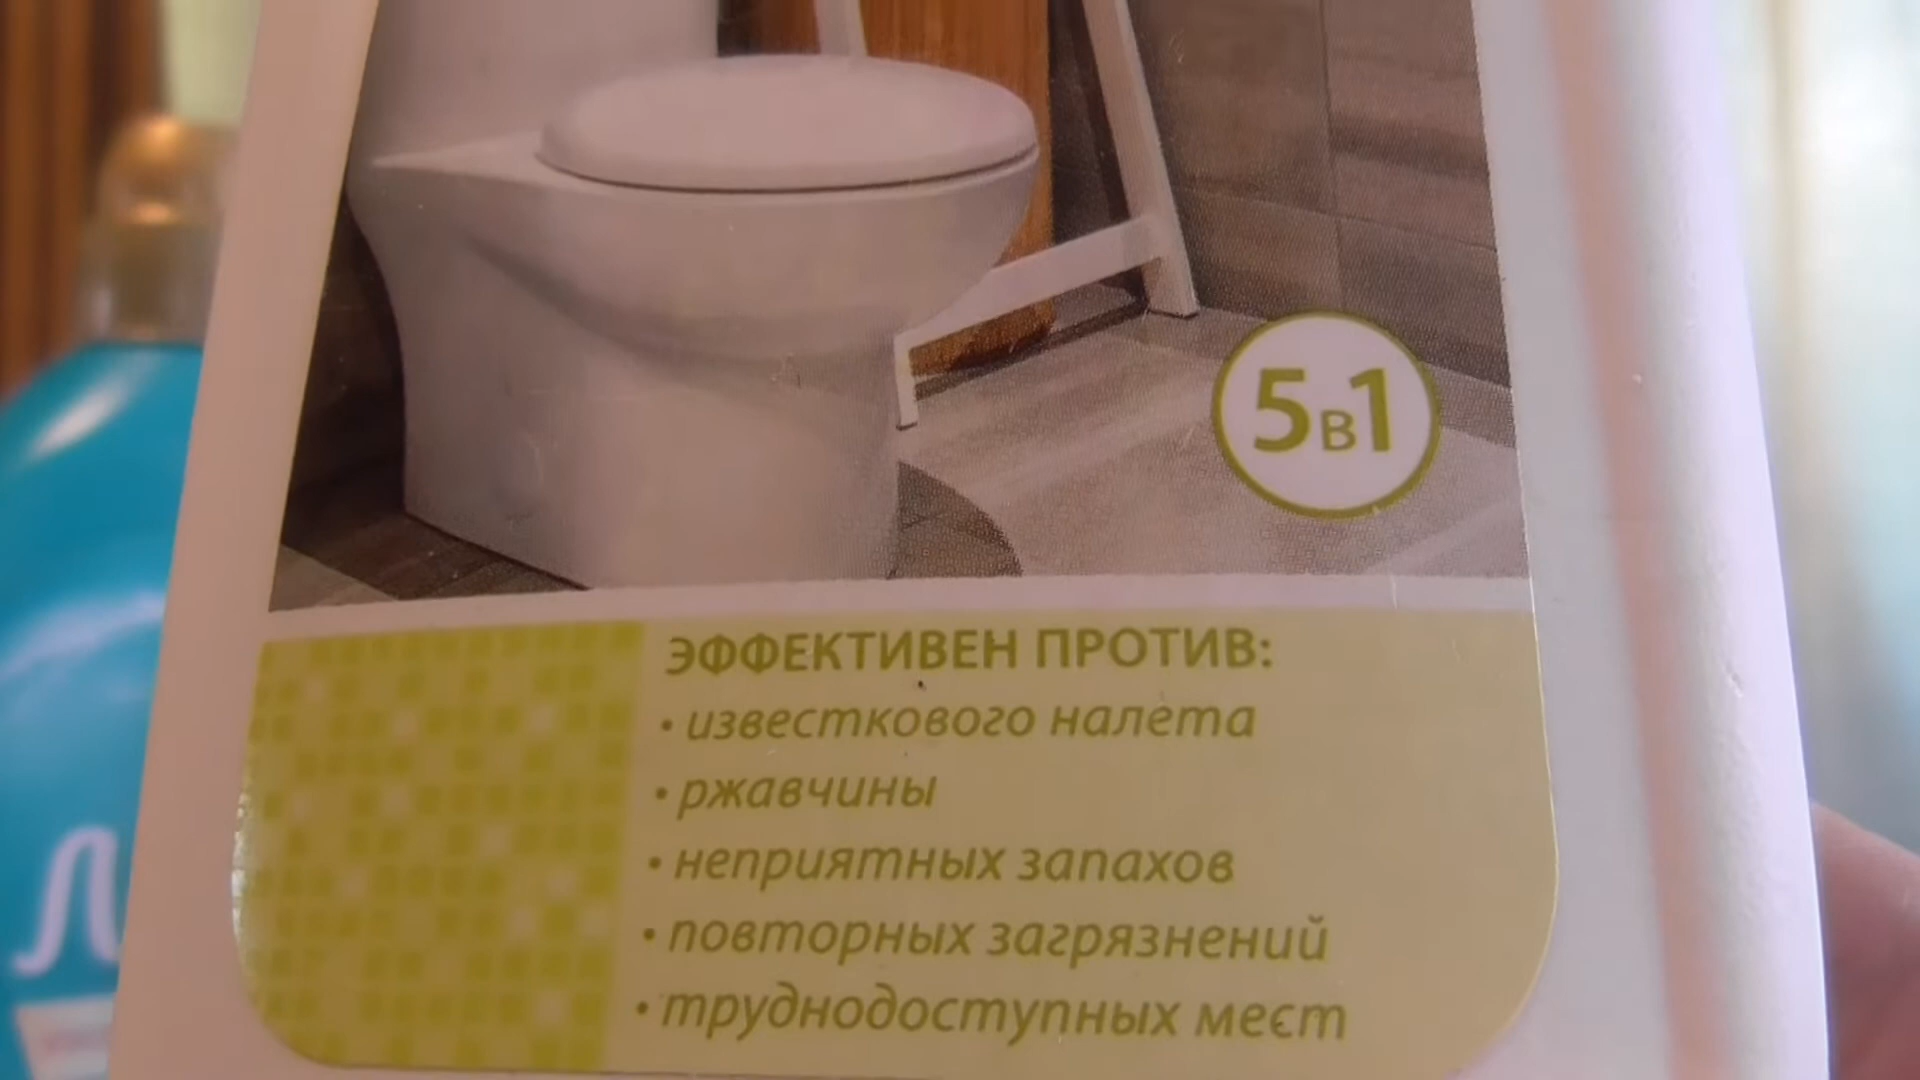 5в1
ЭФФЕКТИВЕН ПРОТИВ:
• известкового налета
• ржавчины
• неприятных запахов
• повторных загрязнений
• труднодоступных мест